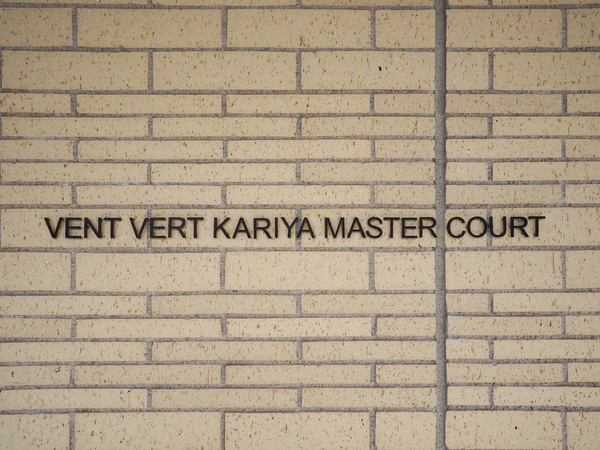 VENT VERT KARIYA MASTER COURT